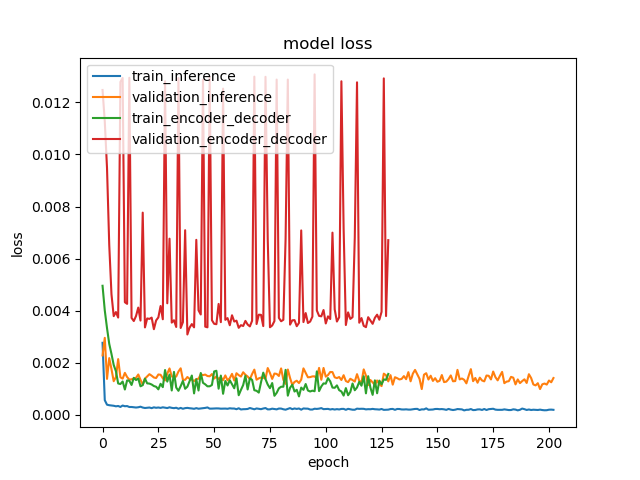 model loss
train_inference
validation_inference
train_encoder_decoder
validation_encoder_decoder
loss
0.012
0.010
0.008
0.006
0.004
0.002
0.000
0 25 50 75 100 125 150 175 200
epoch